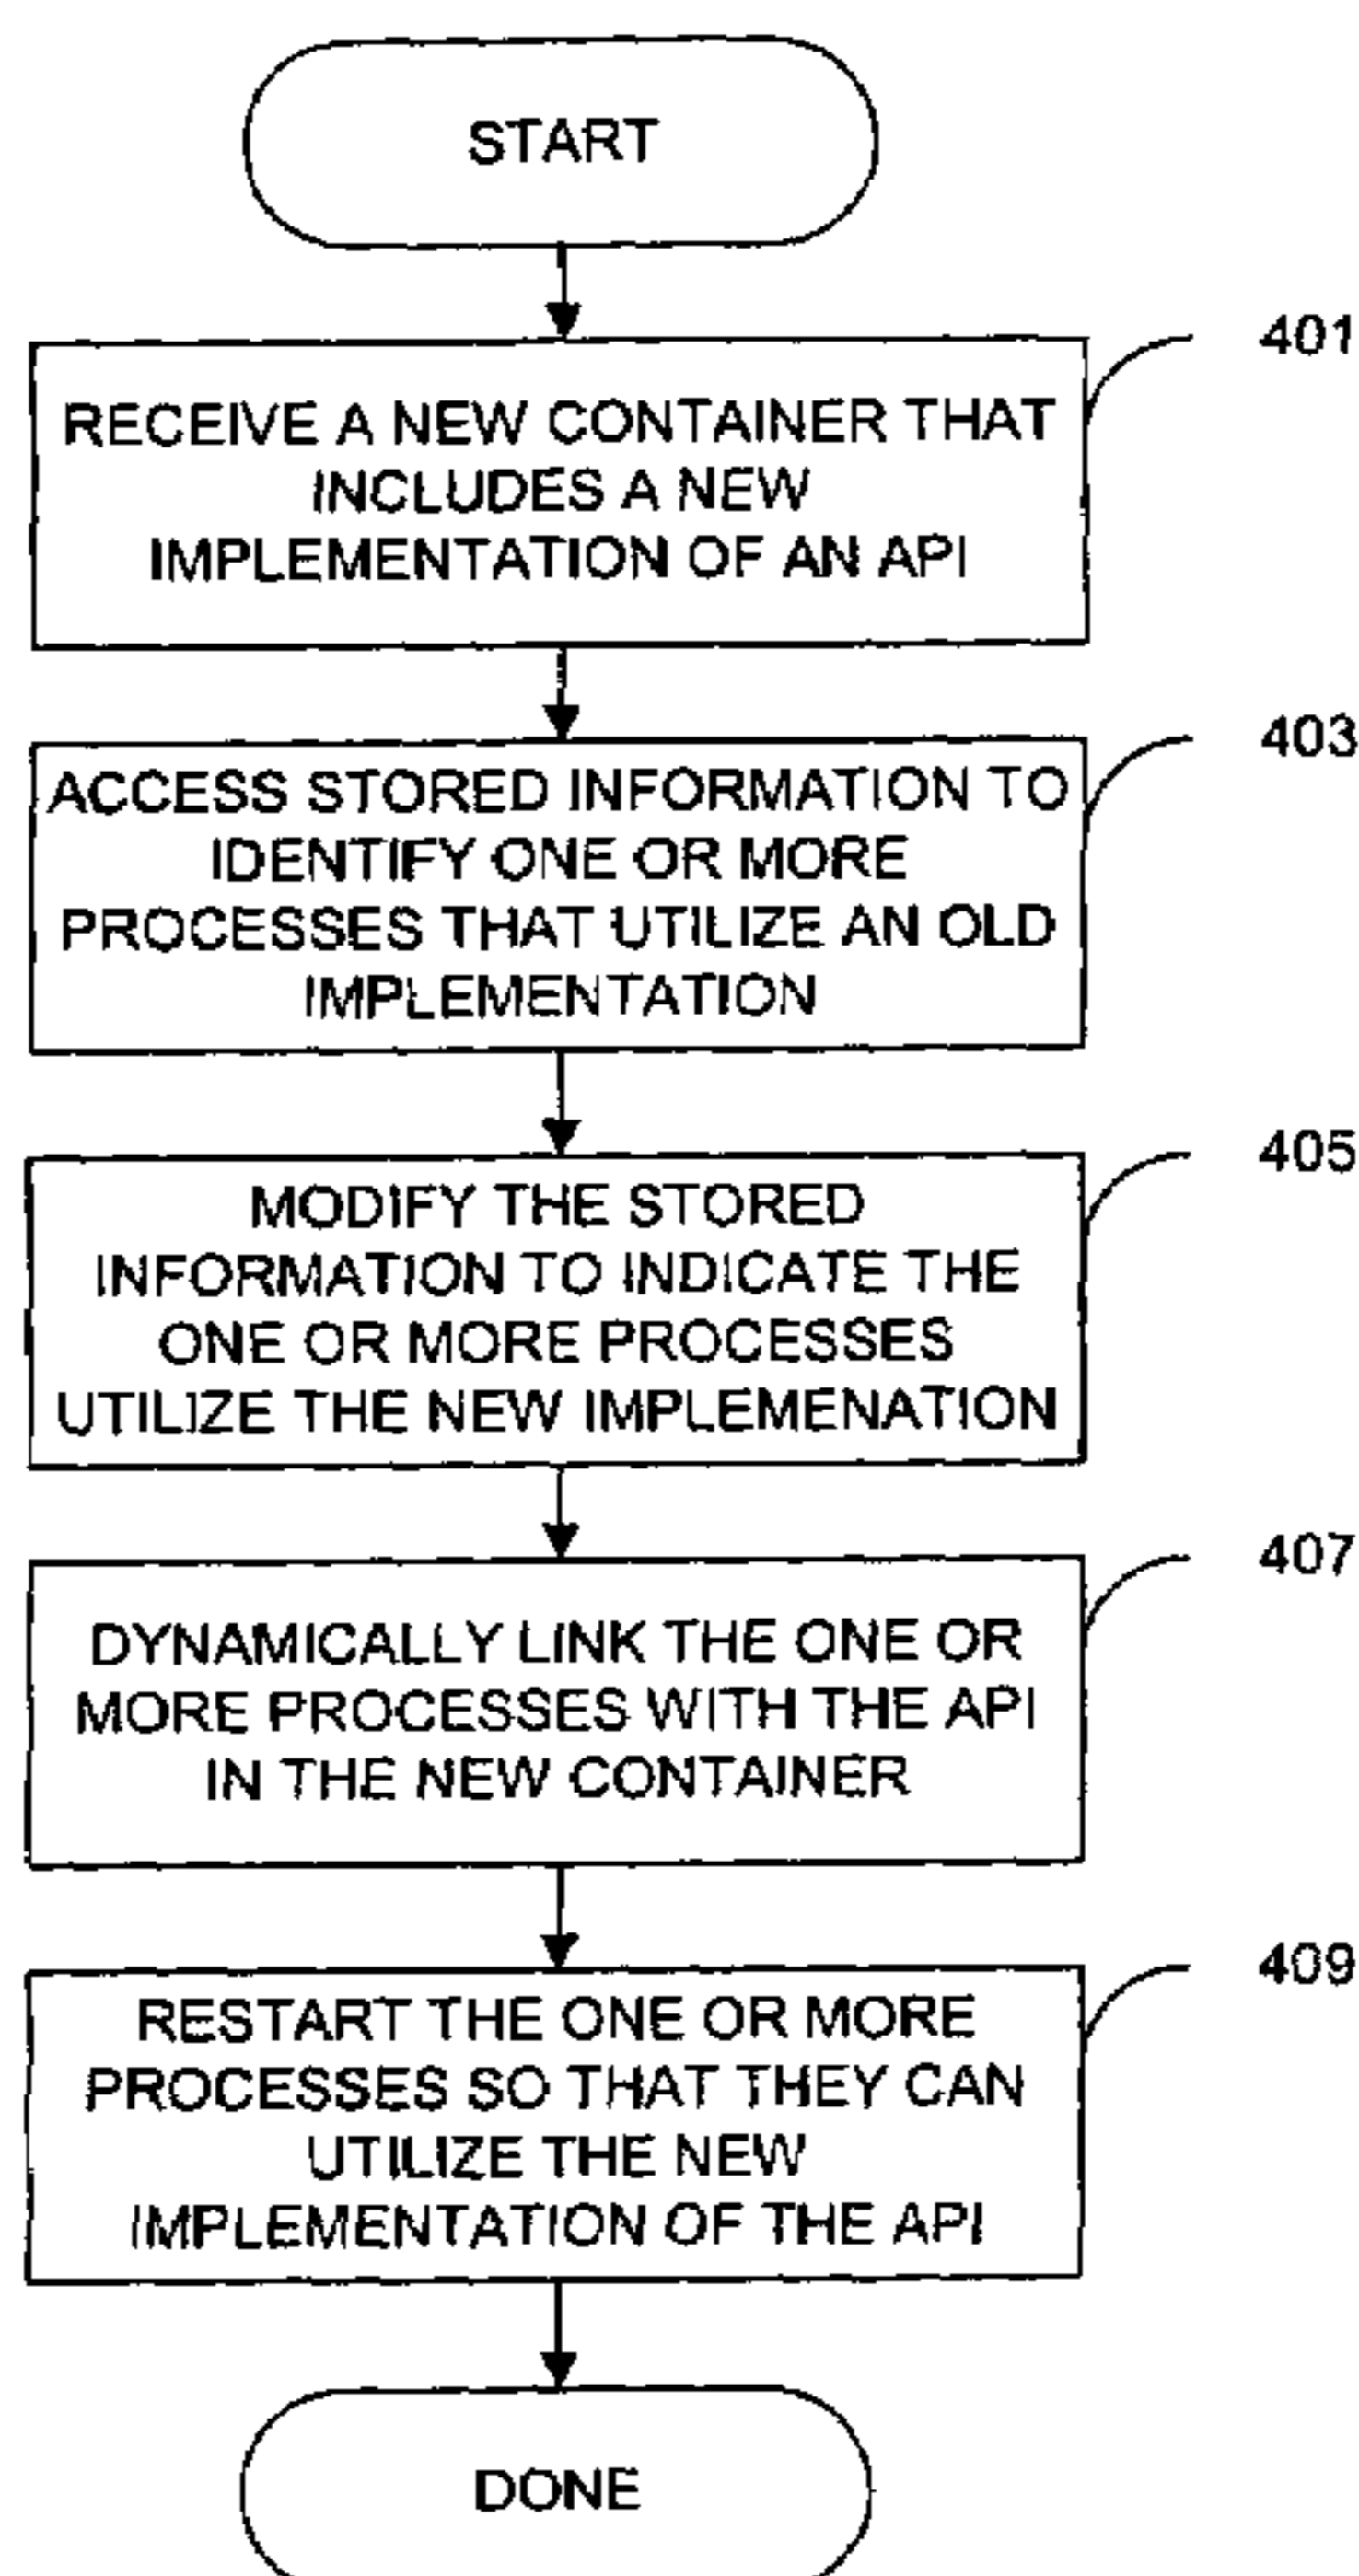 START
401
RECEIVE A NEW CONTAINER THAT
INCLUDES A NEW
IMPLEMENTATION OF AN API
403
ACCESS STORED INFORMATION TO
IDENTIFY ONE OR MORE
PROCESSES THAT UTILIZE AN OLD
IMPLEMENTATION
405
MODIFY THE STORED
INFORMATION TO INDICATE THE
ONE OR MORE PROCESSES
UTILIZE THE NEW IMPLEMENATION
407
DYNAMICALLY LINK THE ONE OR
MORE PROCESSES WITH THE API
IN THE NEW CONTAINER
409
RESTART THE ONE OR MORE
PROCESSES SO THAT THEY CAN
UTILIZE THE NEW
IMPLEMENTATION OF THE API
DONE